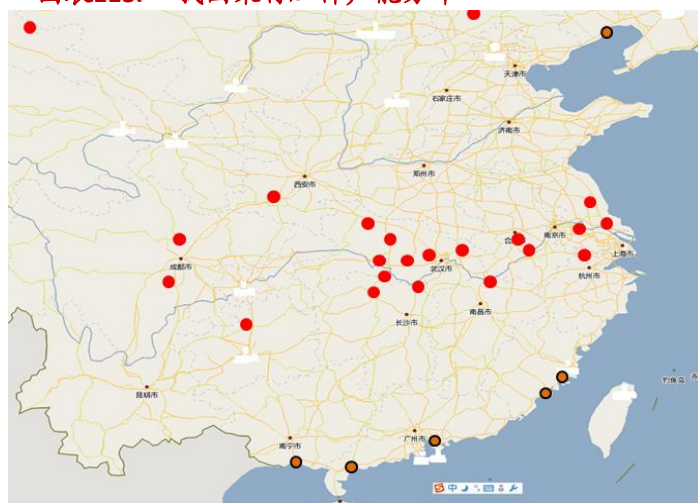 天津市
石家庄市
济南市
西安市
郑州市
南京市
上海市
成都市
武汉市
杭州市
南昌市
长沙市
昆明市
钓鱼岛
南宁市
广州市
中